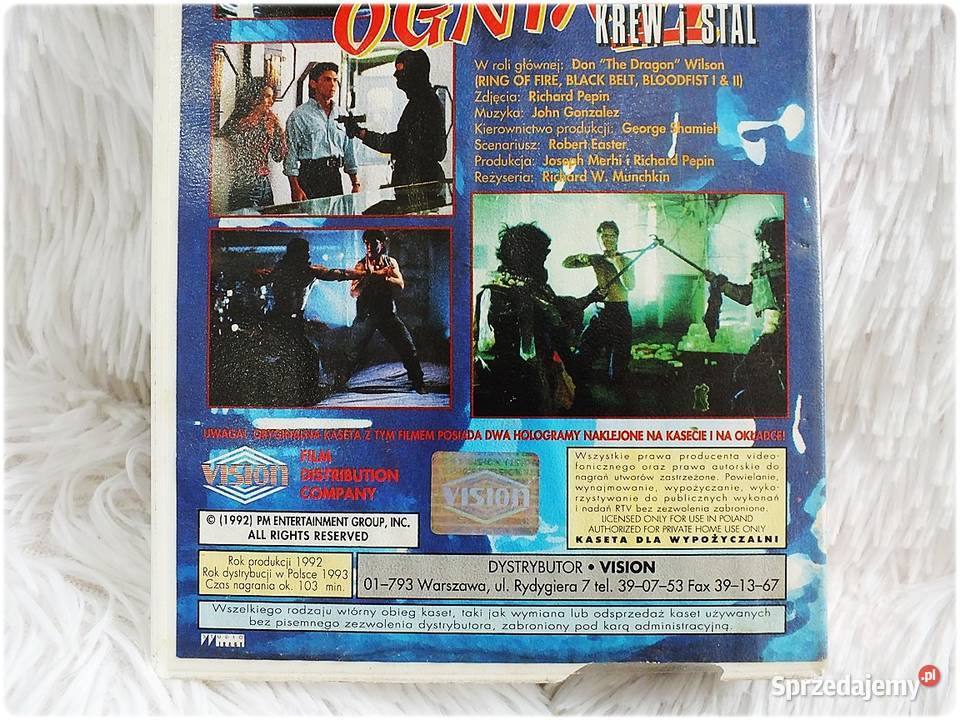 OGNIA
KREW i STAL
W roli głównej: Don "The Dragon" Wilson
(RING OF FIRE, BLACK BELT, BLOODFIST I & II)
Zdjęcia: Richard Pepin
Muzyka: John Gonzalez
Kierownictwo produkcji: George Shamieh
Scenariusz: Robert Easter
Produkcja: Joseph Merhi i Richard Pepin
Reżyseria: Richard W. Munchkin
UWAGA! ORYGINALNA KASETA Z TYM FILMEM POSIADA DWA HOLOGRAMY NAKLEJONE NA KASECIE I NA OKŁADCE!
VISION
FILM
DISTRIBUTION
COMPANY
VISION
Wszystkie prawa producenta video
fonicznego oraz prawa autorskie do
nagrań utworów zastrzeżone. Powielanie,
wynajmowanie, wypożyczanie, wyko-
rzystywanie do publicznych wykonań
i nadań RTV bez zezwolenia zabronione.
LICENSED ONLY FOR USE IN POLAND
AUTHORIZED FOR PRIVATE HOME USE ONLY
KASETA DLA WYPOŻYCZALNI
© (1992) PM ENTERTAINMENT GROUP, INC.
ALL RIGHTS RESERVED
Rok produkcji 1992
Rok dystrybucji w Polsce 1993
Czas nagrania ok. 103 min.
DYSTRYBUTOR • VISION
01-793 Warszawa, ul. Rydygiera 7 tel. 39-07-53 Fax 39-13-67
Wszelkiego rodzaju wtórny obieg kaset, taki jak wymiana lub odsprzedaż kaset używanych
bez pisemnego zezwolenia dystrybutora, zabroniony pod karą administracyjną.
Sprzedajemy.pl